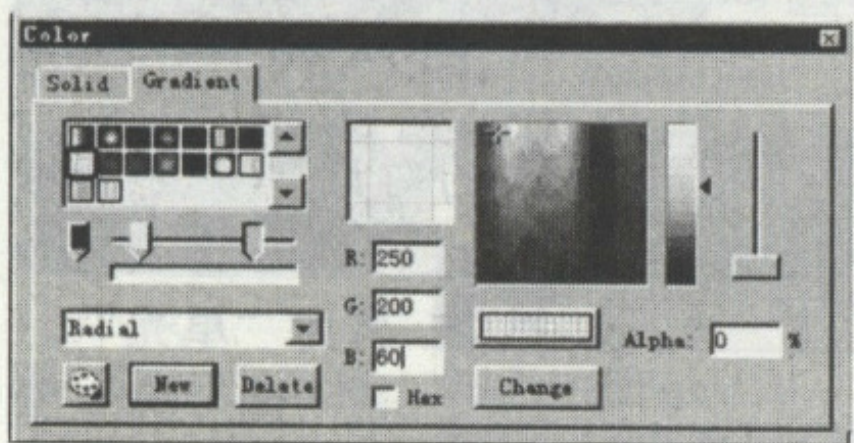 Color
Solid Gradient
R: 250
G: 200
B: 60
Hex
Radial
New Delete
Change
Alpha: 0 %